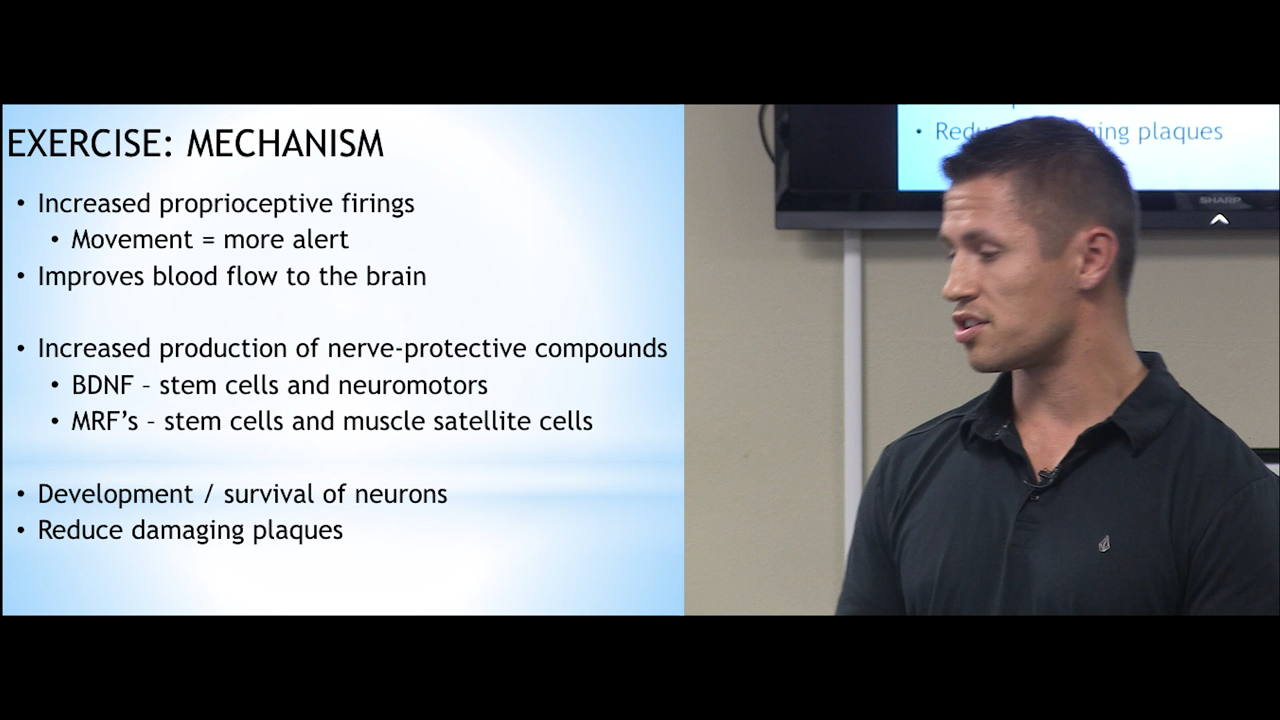 EXERCISE: MECHANISM
• Increased proprioceptive firings
• Movement = more alert
• Improves blood flow to the brain
• Increased production of nerve-protective compounds
• BDNF – stem cells and neuromotors
• MRF’s – stem cells and muscle satellite cells
• Development / survival of neurons
• Reduce damaging plaques
• plaques
SHARP